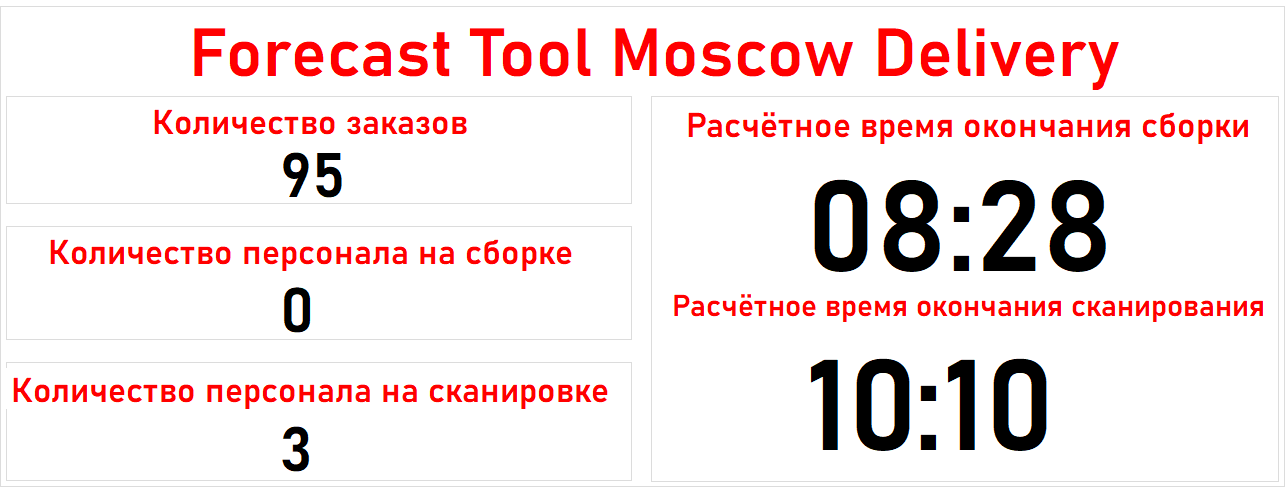 Forecast Tool Moscow Delivery
Количество заказов
95
Количество персонала на сборке
0
Количество персонала на сканировке
3
Расчётное время окончания сборки
08:28
Расчётное время окончания сканирования
10:10